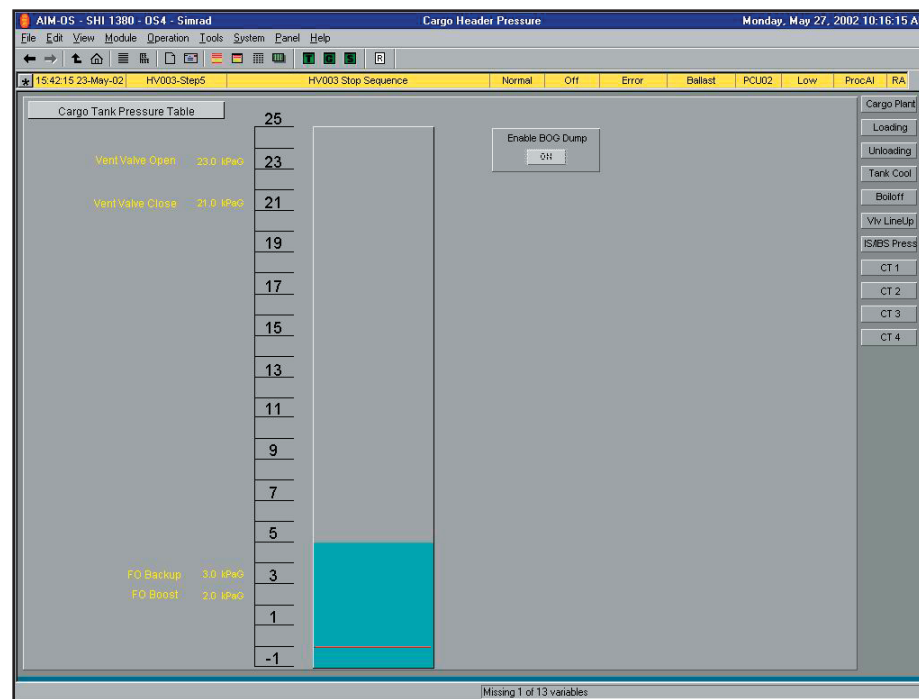 AIM-OS - SHI 1380 - OS4 - Simrad Cargo Header Pressure Monday, May 27, 2002 10:16:15 A
File Edit View Module Operation Tools System Panel Help
T G S R
* 15:42:15 23-May-02 HV003-Step5 HV003 Stop Sequence Normal Off Error Ballast PCU02 Low ProcAl RA
Cargo Tank Pressure Table
Enable BOG Dump
ON
Cargo Plant
Loading
Unloading
Tank Cool
Boiloff
Vlv LineUp
IS/IBS Press
CT 1
CT 2
CT 3
CT 4
25
Vent Valve Open 23.0 kPaG 23
Vent Valve Close 21.0 kPaG 21
19
17
15
13
11
9
7
5
FO Backup 3.0 kPaG 3
FO Boost 2.0 kPaG
1
-1
Missing 1 of 13 variables